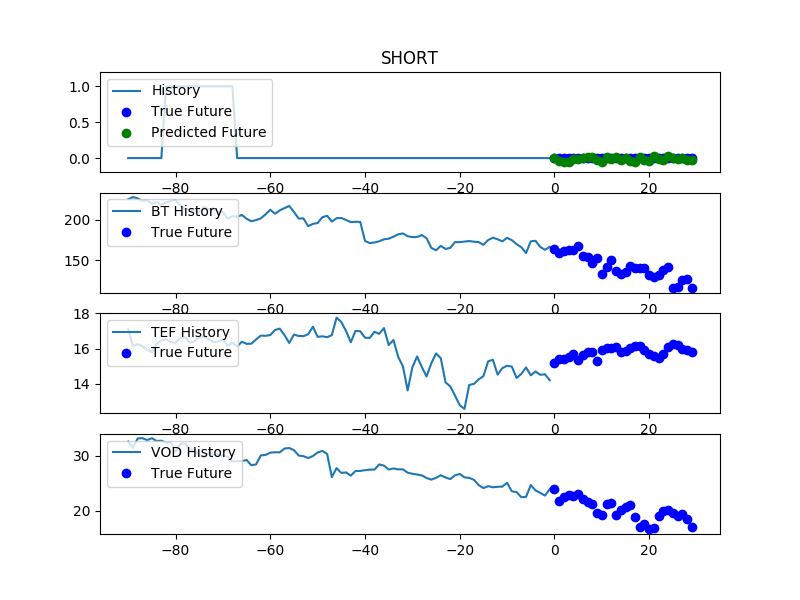 SHORT
1.0
0.5
0.0
History
True Future
Predicted Future
−80 −60 −40 −20 0 20
200
150
BT History
True Future
−80 −60 −40 −20 0 20
18
16
14
TEF History
True Future
−80 −60 −40 −20 0 20
30
20
VOD History
True Future
−80 −60 −40 −20 0 20